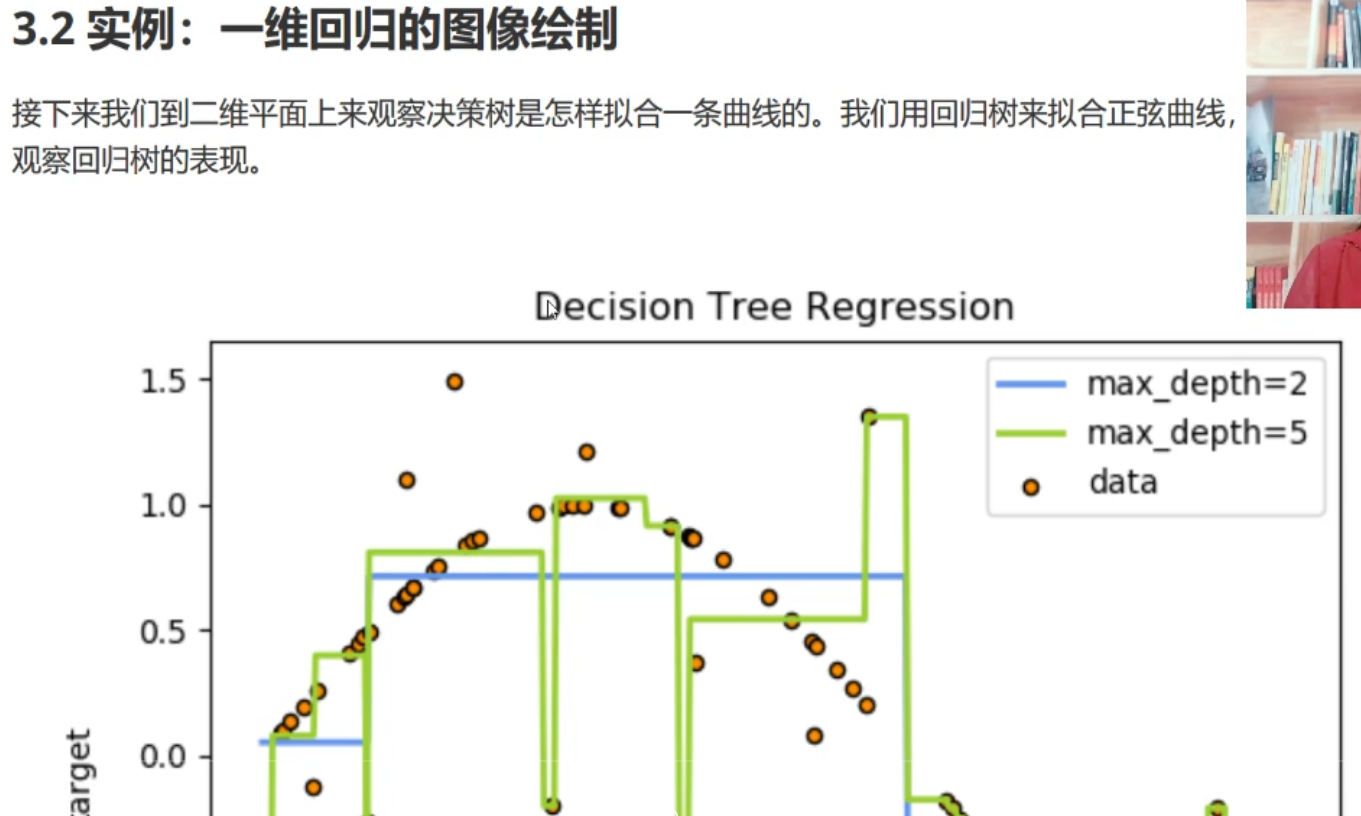 3.2 实例：一维回归的图像绘制
接下来我们到二维平面上来观察决策树是怎样拟合一条曲线的。我们用回归树来拟合正弦曲线，
观察回归树的表现。
Decision Tree Regression
1.5
max_depth=2
max_depth=5
data
1.0
0.5
0.0
target